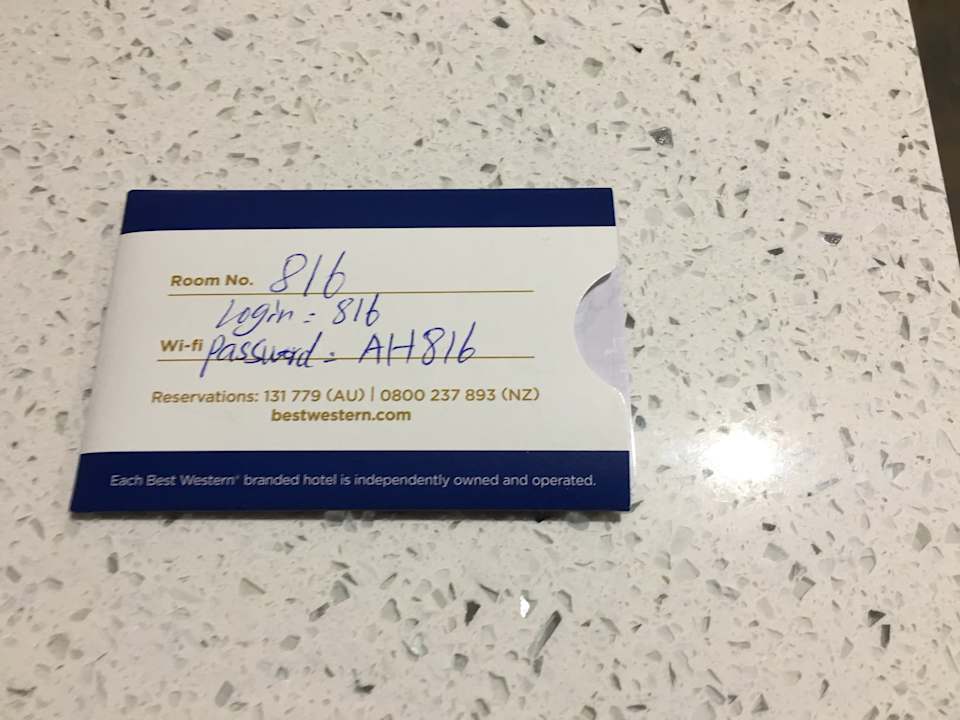 Room No. 816
Login: 816
Wi-fi Password: AH816
Reservations: 131 779 (AU) | 0800 237 893 (NZ)
bestwestern.com
Each Best Western® branded hotel is independently owned and operated.